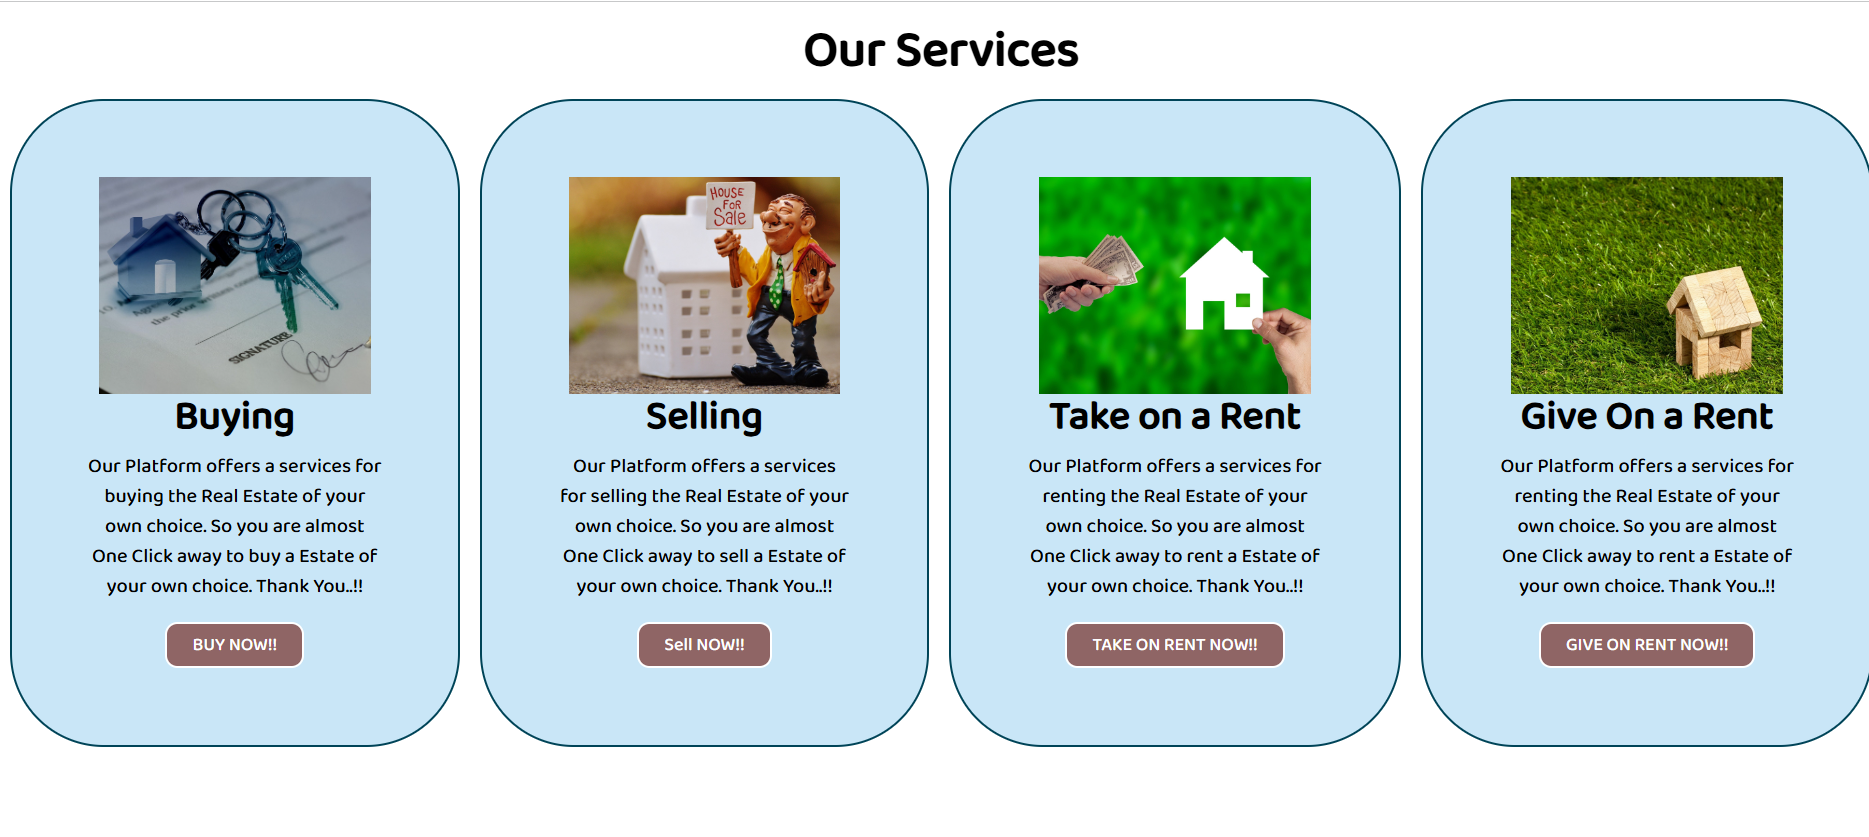 Our Services
HOUSE
FOR
Sale
SIGNATURE
Buying
Our Platform offers a services for
buying the Real Estate of your
own choice. So you are almost
One Click away to buy a Estate of
your own choice. Thank You..!!
BUY NOW!!
Selling
Our Platform offers a services
for selling the Real Estate of your
own choice. So you are almost
One Click away to sell a Estate of
your own choice. Thank You..!!
Sell NOW!!
Take on a Rent
Our Platform offers a services for
renting the Real Estate of your
own choice. So you are almost
One Click away to rent a Estate of
your own choice. Thank You..!!
TAKE ON RENT NOW!!
Give On a Rent
Our Platform offers a services for
renting the Real Estate of your
own choice. So you are almost
One Click away to rent a Estate of
your own choice. Thank You..!!
GIVE ON RENT NOW!!